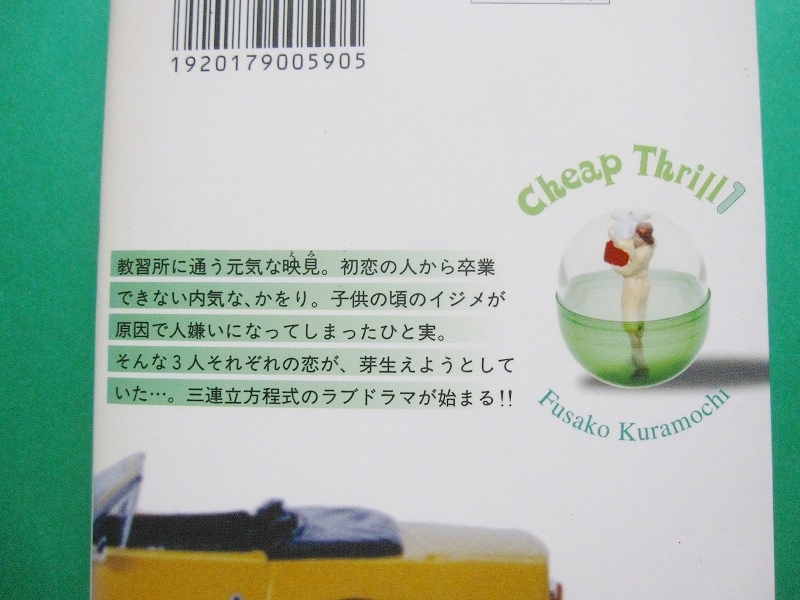 1920179005905
Cheap Thrill 1
教習所に通う元気な映見。初恋の人から卒業
えみ
できない内気な、かをり。子供の頃のイジメが
原因で人嫌いになってしまったひと実。
そんな3人それぞれの恋が、芽生えようとして
いた…。三連立方程式のラブドラマが始まる!!
Fusako Kuramochi